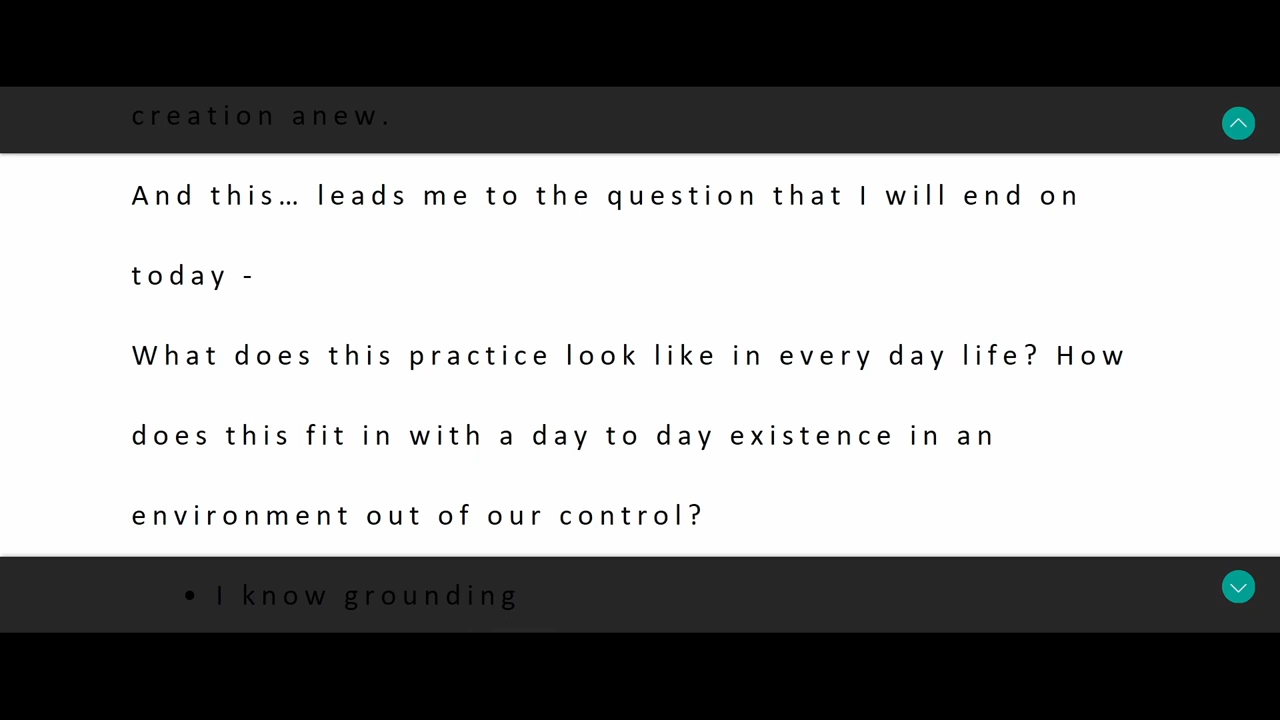 creation anew.
And this… leads me to the question that I will end on
today -
What does this practice look like in every day life? How
does this fit in with a day to day existence in an
environment out of our control?
• I know grounding